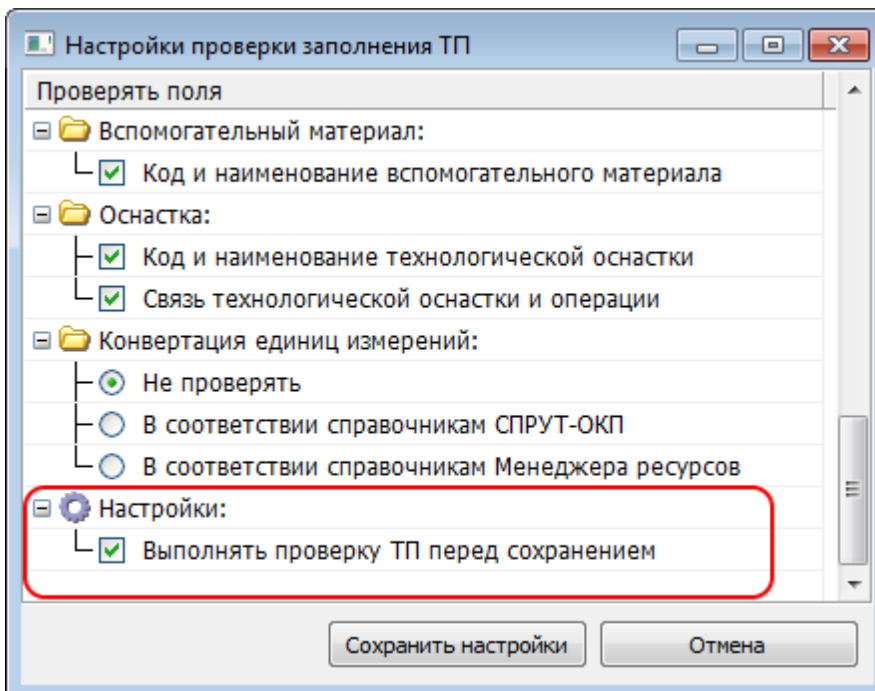 Настройки проверки заполнения ТП
Проверять поля
Вспомогательный материал:
Код и наименование вспомогательного материала
Оснастка:
Код и наименование технологической оснастки
Связь технологической оснастки и операции
Конвертация единиц измерений:
Не проверять
В соответствии справочникам СПРУТ-ОКП
В соответствии справочникам Менеджера ресурсов
Настройки:
Выполнять проверку ТП перед сохранением
Сохранить настройки
Отмена